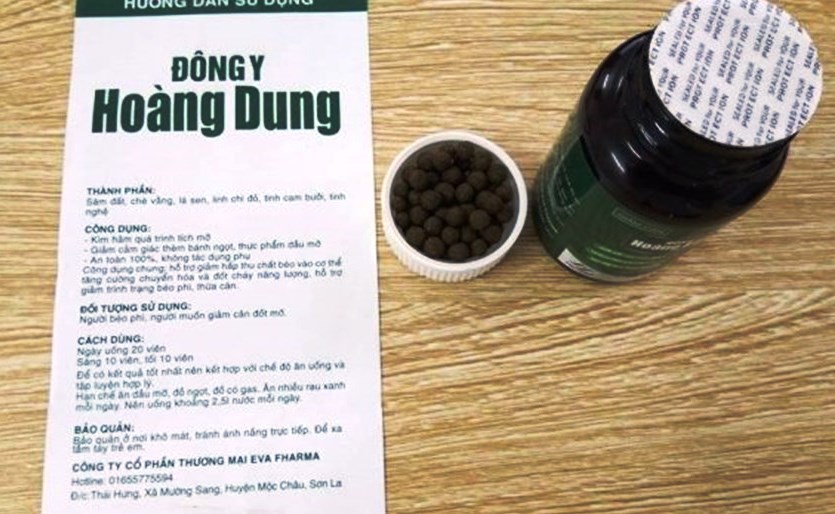 HƯỚNG DẪN SỬ DỤNG
ĐÔNG Y
Hoàng Dung
THÀNH PHẦN:
Sâm đất, chè vằng, lá sen, linh chi đỏ, tinh cam bưởi, tinh
nghệ
CÔNG DỤNG:
- Kìm hãm quá trình tích mỡ
- Giảm cảm giác thèm bánh ngọt, thực phẩm dầu mỡ
- An toàn 100%, không tác dụng phụ
Công dụng chung: hỗ trợ giảm hấp thu chất béo vào cơ thể
tăng cường chuyển hóa và đốt cháy năng lượng, hỗ trợ
giảm trình trạng béo phì, thừa cân.
ĐỐI TƯỢNG SỬ DỤNG:
Người béo phì, người muốn giảm cân đốt mỡ.
CÁCH DÙNG:
Ngày uống 20 viên
Sáng 10 viên, tối 10 viên
Để có kết quả tốt nhất nên kết hợp với chế độ ăn uống và
tập luyện hợp lý.
Hạn chế ăn dầu mỡ, đồ ngọt, đồ có gas. Ăn nhiều rau xanh
mỗi ngày. Nên uống khoảng 2,5l nước mỗi ngày.
BẢO QUẢN:
Bảo quản ở nơi khô mát, tránh ánh nắng trực tiếp. Để xa
tầm tay trẻ em.
CÔNG TY CỔ PHẦN THƯƠNG MẠI EVA FHARMA
Hotline: 01655775594
Đ/c: Thái Hưng, Xã Mường Sang, Huyện Mộc Châu, Sơn La
SEALED for YOUR
PROTECTION
Hoàng